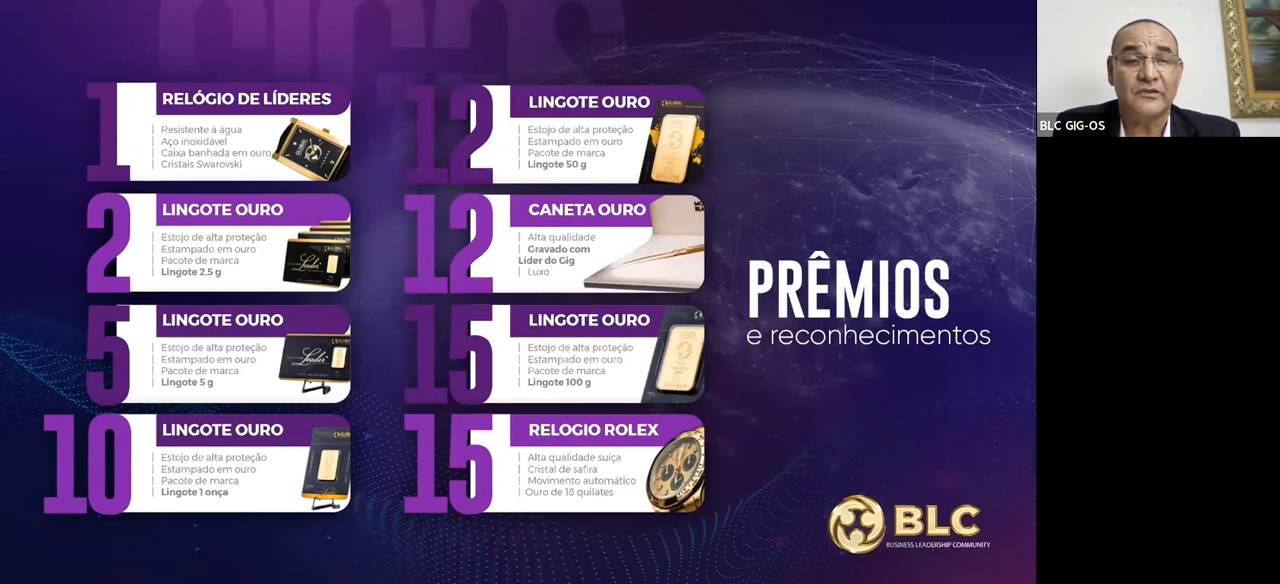 1
RELÓGIO DE LÍDERES
Resistente à água
Aço inoxidável
Caixa banhada em ouro
Cristais Swarovski
2
LINGOTE OURO
Estojo de alta proteção
Estampado em ouro
Pacote de marca
Lingote 2,5 g
Leader
5
LINGOTE OURO
Estojo de alta proteção
Estampado em ouro
Pacote de marca
Lingote 5 g
Leader
10
LINGOTE OURO
Estojo de alta proteção
Estampado em ouro
Pacote de marca
Lingote 1 onça
12
LINGOTE OURO
Estojo de alta proteção
Estampado em ouro
Pacote de marca
Lingote 50 g
12
CANETA OURO
Alta qualidade
Gravado com
Líder do Gig
Luxo
15
LINGOTE OURO
Estojo de alta proteção
Estampado em ouro
Pacote de marca
Lingote 100 g
15
RELOGIO ROLEX
Alta qualidade suíça
Cristal de safira
Movimento automático
Ouro de 18 quilates
PRÊMIOS
e reconhecimentos
BLC
BUSINESS LEADERSHIP COMMUNITY
BLC GIG-OS